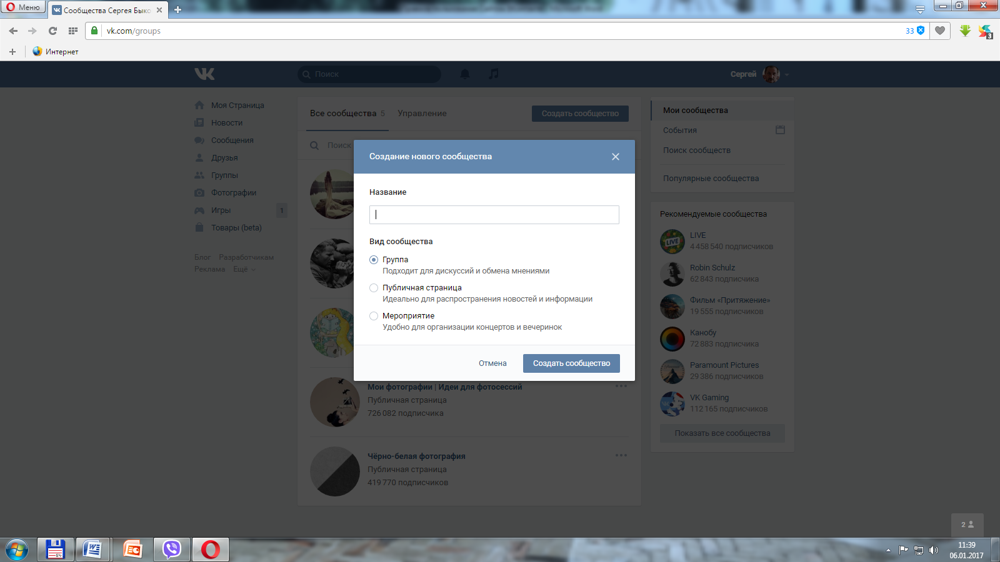 Меню
Сообщества Сергея Быко
vk.com/groups
33
3
Интернет
Поиск
Сергей
Моя Страница
Новости
Сообщения
Друзья
Группы
Фотографии
Игры
1
Товары (beta)
Блог Разработчикам
Реклама Ещё
Все сообщества 5 Управление
Создать сообщество
Поиск
Создание нового сообщества
Название
Вид сообщества
Группа
Подходит для дискуссий и обмена мнениями
Публичная страница
Идеально для распространения новостей и информации
Мероприятие
Удобно для организации концертов и вечеринок
Отмена
Создать сообщество
Мои фотографии | Идеи для фотосессий
Публичная страница
726 082 подписчика
Чёрно-белая фотография
Публичная страница
419 770 подписчиков
Мои сообщества
События
Поиск сообществ
Популярные сообщества
Рекомендуемые сообщества
LIVE
LIVE
4 458 540 подписчиков
Robin Schulz
62 843 подписчика
Фильм «Притяжение»
19 555 подписчиков
Канобу
72 883 подписчика
Paramount Pictures
29 386 подписчиков
VK Gaming
112 165 подписчиков
Показать все сообщества
2
64
11:39
06.01.2017